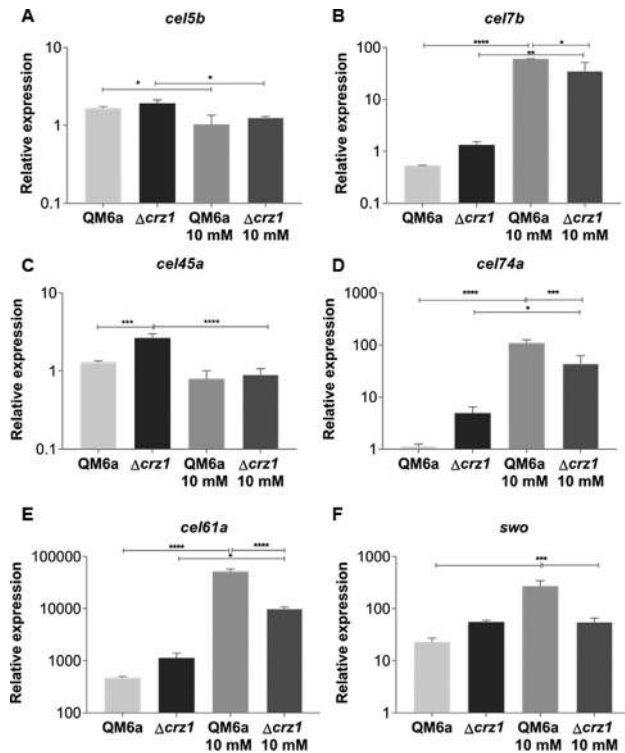 A
cel5b
Relative expression
10
1
0.1
*
*
QM6a
Δcrz1
QM6a
10 mM
Δcrz1
10 mM
B
cel7b
Relative expression
100
10
1
0.1
****
*
**
QM6a
Δcrz1
QM6a
10 mM
Δcrz1
10 mM
C
cel45a
Relative expression
10
1
0.1
***
****
QM6a
Δcrz1
QM6a
10 mM
Δcrz1
10 mM
D
cel74a
Relative expression
1000
100
10
1
****
***
*
QM6a
Δcrz1
QM6a
10 mM
Δcrz1
10 mM
E
cel61a
Relative expression
100000
10000
1000
100
****
****
*
QM6a
Δcrz1
QM6a
10 mM
Δcrz1
10 mM
F
swo
Relative expression
1000
100
10
1
***
QM6a
Δcrz1
QM6a
10 mM
Δcrz1
10 mM